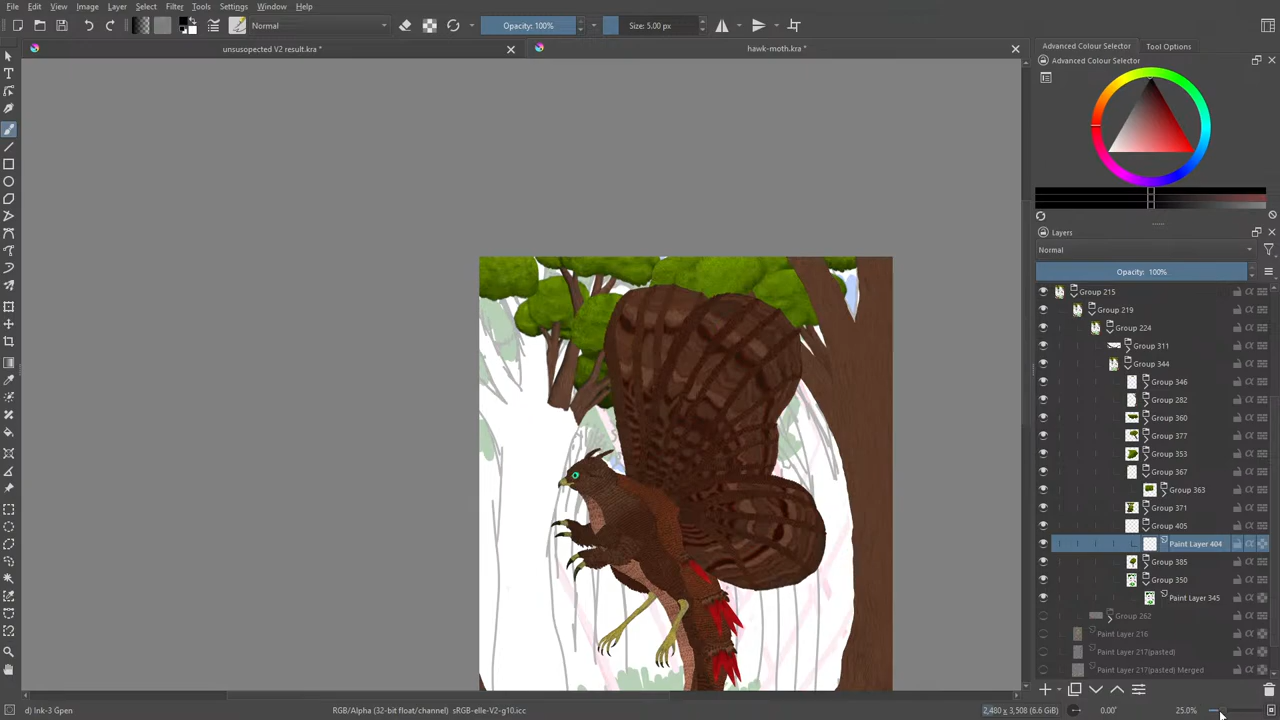 File Edit View Image Layer Select Filter Tools Settings Window Help
Normal Opacity: 100% Size: 5.00 px
unsusopected V2 result.kra * hawk-moth.kra *
Advanced Colour Selector Tool Options
Advanced Colour Selector
Layers
Normal
Opacity: 100%
Group 215
Group 219
Group 224
Group 311
Group 344
Group 346
Group 282
Group 360
Group 377
Group 353
Group 367
Group 363
Group 371
Group 405
Paint Layer 404
Group 385
Group 350
Paint Layer 345
Group 262
Paint Layer 216
Paint Layer 217(pasted)
Paint Layer 217(pasted) Merged
d) Ink-3 Gpen RGB/Alpha (32-bit float/channel) sRGB-elle-V2-g10.icc 2,480 x 3,508 (6.6 GiB) 0.00° 25.0%